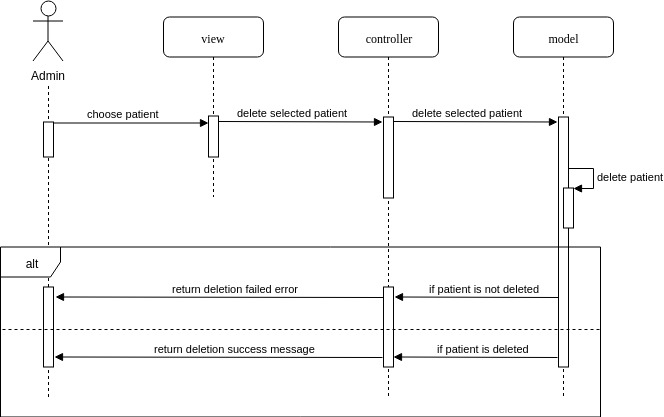 view
controller
model
Admin
choose patient
delete selected patient
delete selected patient
delete patient
alt
return deletion failed error
if patient is not deleted
return deletion success message
if patient is deleted